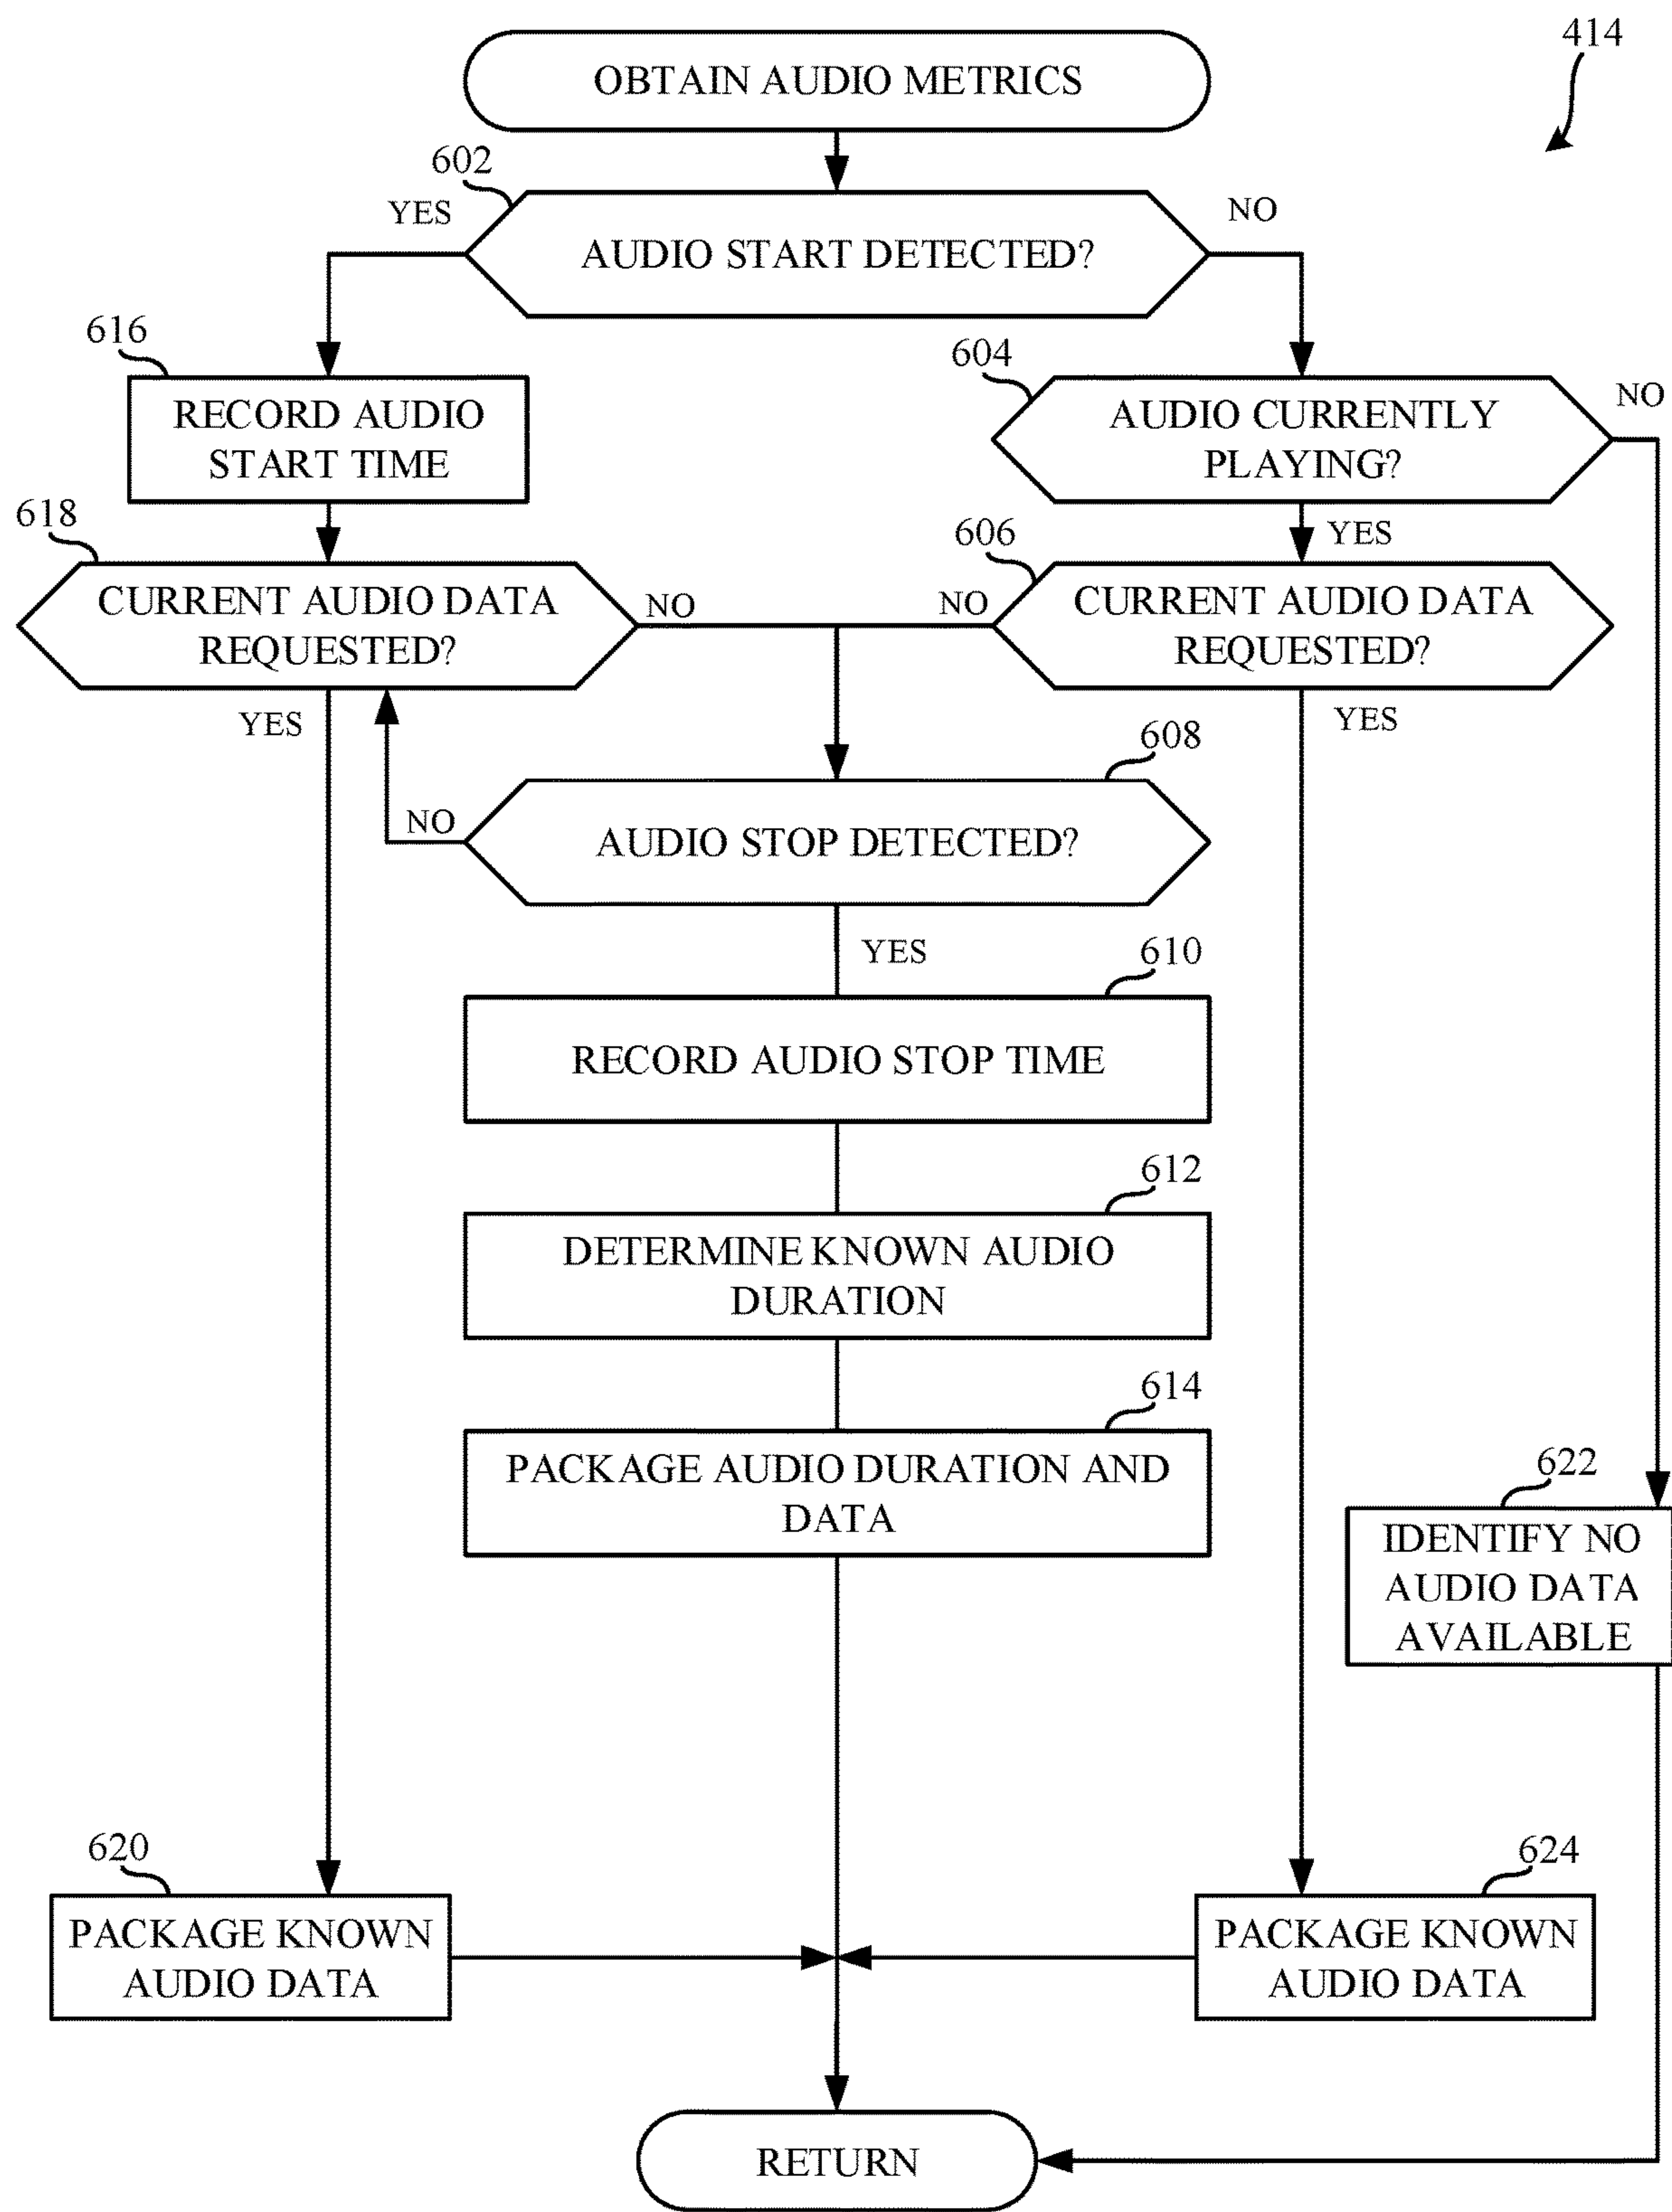 414
OBTAIN AUDIO METRICS
602
YES
NO
AUDIO START DETECTED?
616
RECORD AUDIO
START TIME
604
AUDIO CURRENTLY
PLAYING?
NO
YES
618
CURRENT AUDIO DATA
REQUESTED?
NO
606
NO
CURRENT AUDIO DATA
REQUESTED?
YES
YES
608
NO
AUDIO STOP DETECTED?
YES
610
RECORD AUDIO STOP TIME
612
DETERMINE KNOWN AUDIO
DURATION
614
PACKAGE AUDIO DURATION AND
DATA
622
IDENTIFY NO
AUDIO DATA
AVAILABLE
620
PACKAGE KNOWN
AUDIO DATA
624
PACKAGE KNOWN
AUDIO DATA
RETURN